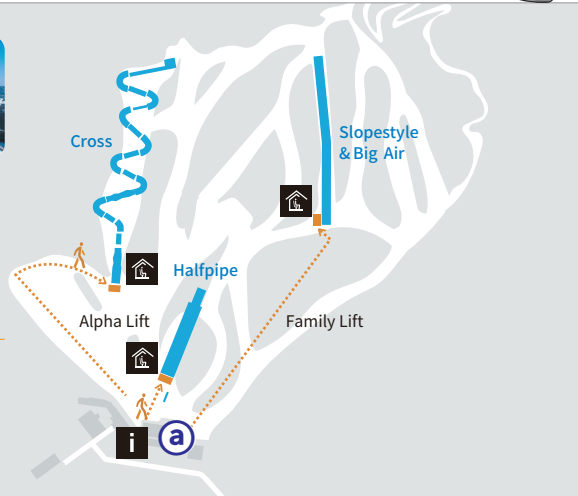 Cross
Slopestyle
& Big Air
Halfpipe
Alpha Lift
Family Lift
i
a